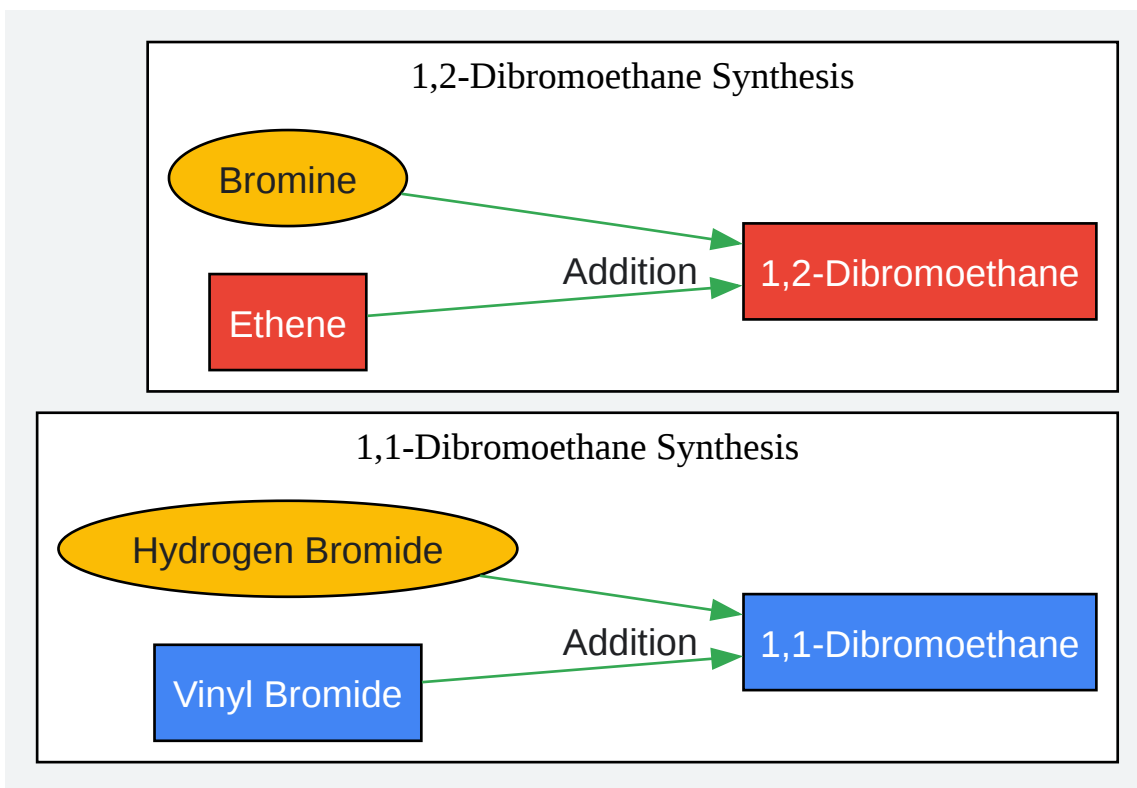 1,2-Dibromoethane Synthesis
Bromine
Addition
1,2-Dibromoethane
Ethene
1,1-Dibromoethane Synthesis
Hydrogen Bromide
Addition
1,1-Dibromoethane
Vinyl Bromide